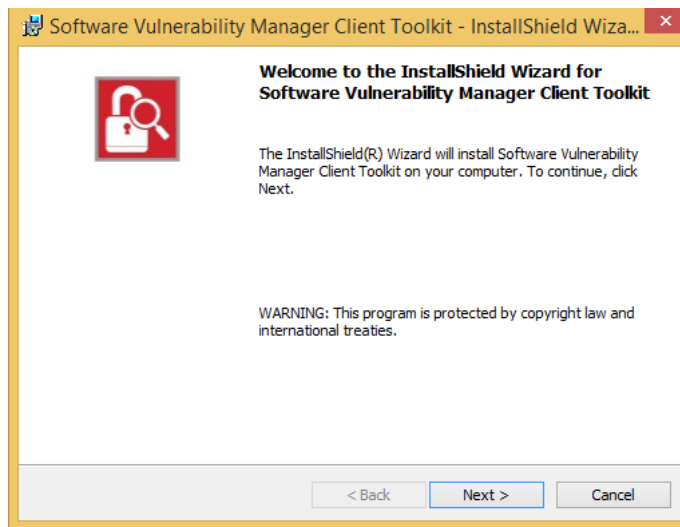 Software Vulnerability Manager Client Toolkit - InstallShield Wiza...
Welcome to the InstallShield Wizard for
Software Vulnerability Manager Client Toolkit
The InstallShield(R) Wizard will install Software Vulnerability
Manager Client Toolkit on your computer. To continue, click
Next.
WARNING: This program is protected by copyright law and
international treaties.
< Back Next > Cancel